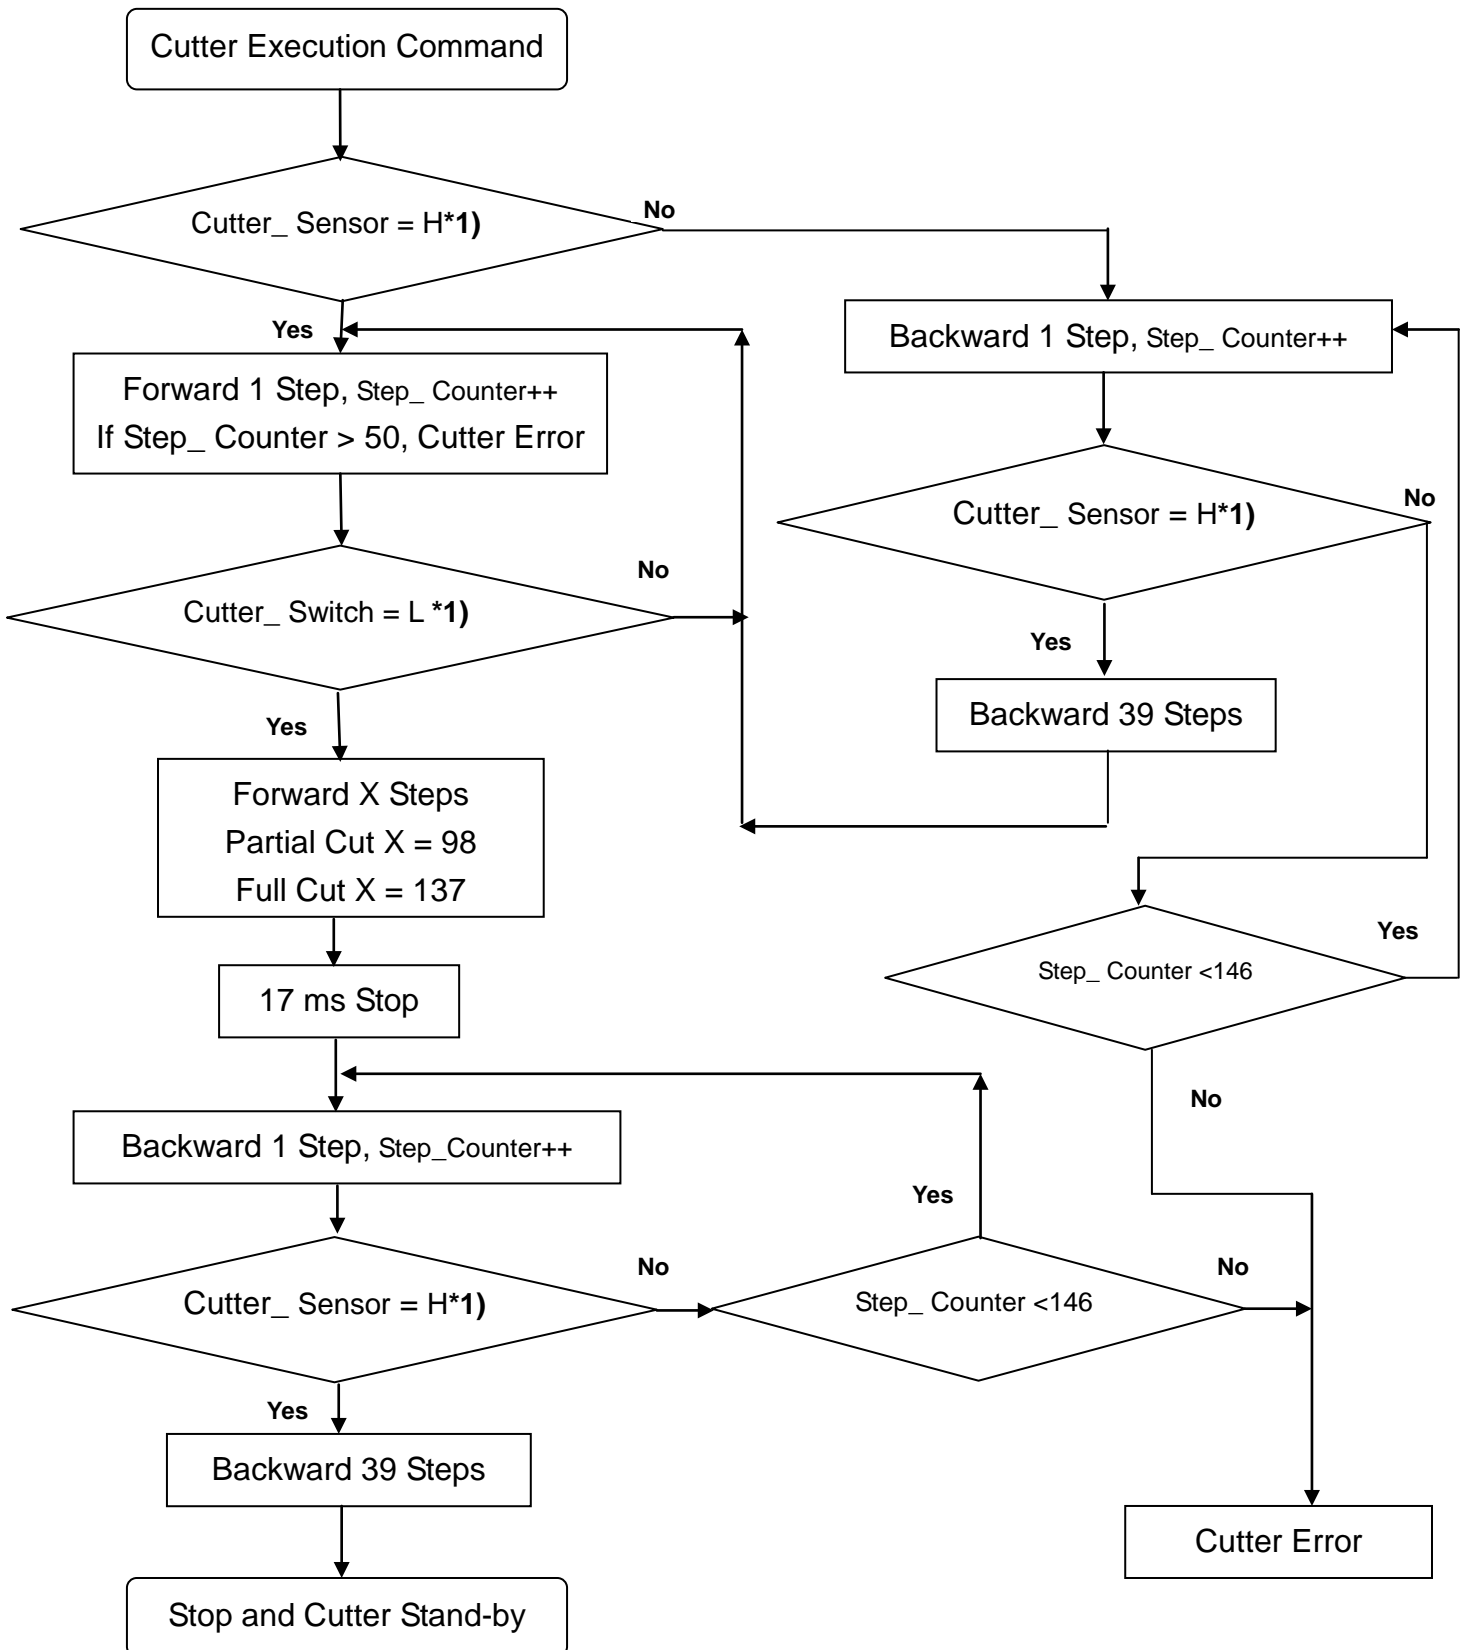 Cutter Execution Command
Cutter_ Sensor = H*1)
No
Yes
Forward 1 Step, Step_ Counter++
If Step_ Counter > 50, Cutter Error
Cutter_ Switch = L *1)
No
Yes
Forward X Steps
Partial Cut X = 98
Full Cut X = 137
17 ms Stop
Backward 1 Step, Step_Counter++
Cutter_ Sensor = H*1)
No
Yes
Backward 39 Steps
Stop and Cutter Stand-by
Step_ Counter <146
Yes
No
Backward 1 Step, Step_ Counter++
Cutter_ Sensor = H*1)
No
Yes
Backward 39 Steps
Step_ Counter <146
Yes
No
Cutter Error